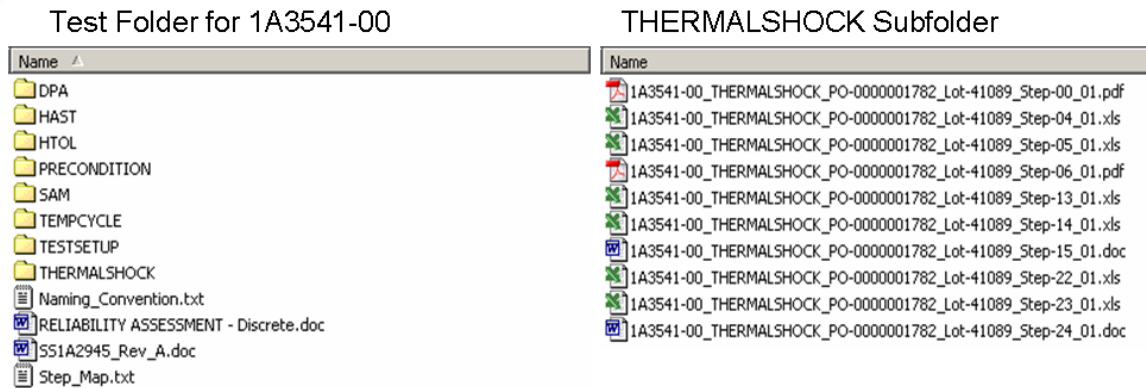 Test Folder for 1A3541-00
Name
DPA
HAST
HTOL
PRECONDITION
SAM
TEMPCYCLE
TESTSETUP
THERMALSHOCK
Naming_Convention.txt
RELIABILITY ASSESSMENT - Discrete.doc
SS1A2945_Rev_A.doc
Step_Map.txt
THERMALSHOCK Subfolder
Name
1A3541-00_THERMALSHOCK_PO-0000001782_Lot-41089_Step-00_01.pdf
1A3541-00_THERMALSHOCK_PO-0000001782_Lot-41089_Step-04_01.xls
1A3541-00_THERMALSHOCK_PO-0000001782_Lot-41089_Step-05_01.xls
1A3541-00_THERMALSHOCK_PO-0000001782_Lot-41089_Step-06_01.pdf
1A3541-00_THERMALSHOCK_PO-0000001782_Lot-41089_Step-13_01.xls
1A3541-00_THERMALSHOCK_PO-0000001782_Lot-41089_Step-14_01.xls
1A3541-00_THERMALSHOCK_PO-0000001782_Lot-41089_Step-15_01.doc
1A3541-00_THERMALSHOCK_PO-0000001782_Lot-41089_Step-22_01.xls
1A3541-00_THERMALSHOCK_PO-0000001782_Lot-41089_Step-23_01.xls
1A3541-00_THERMALSHOCK_PO-0000001782_Lot-41089_Step-24_01.doc